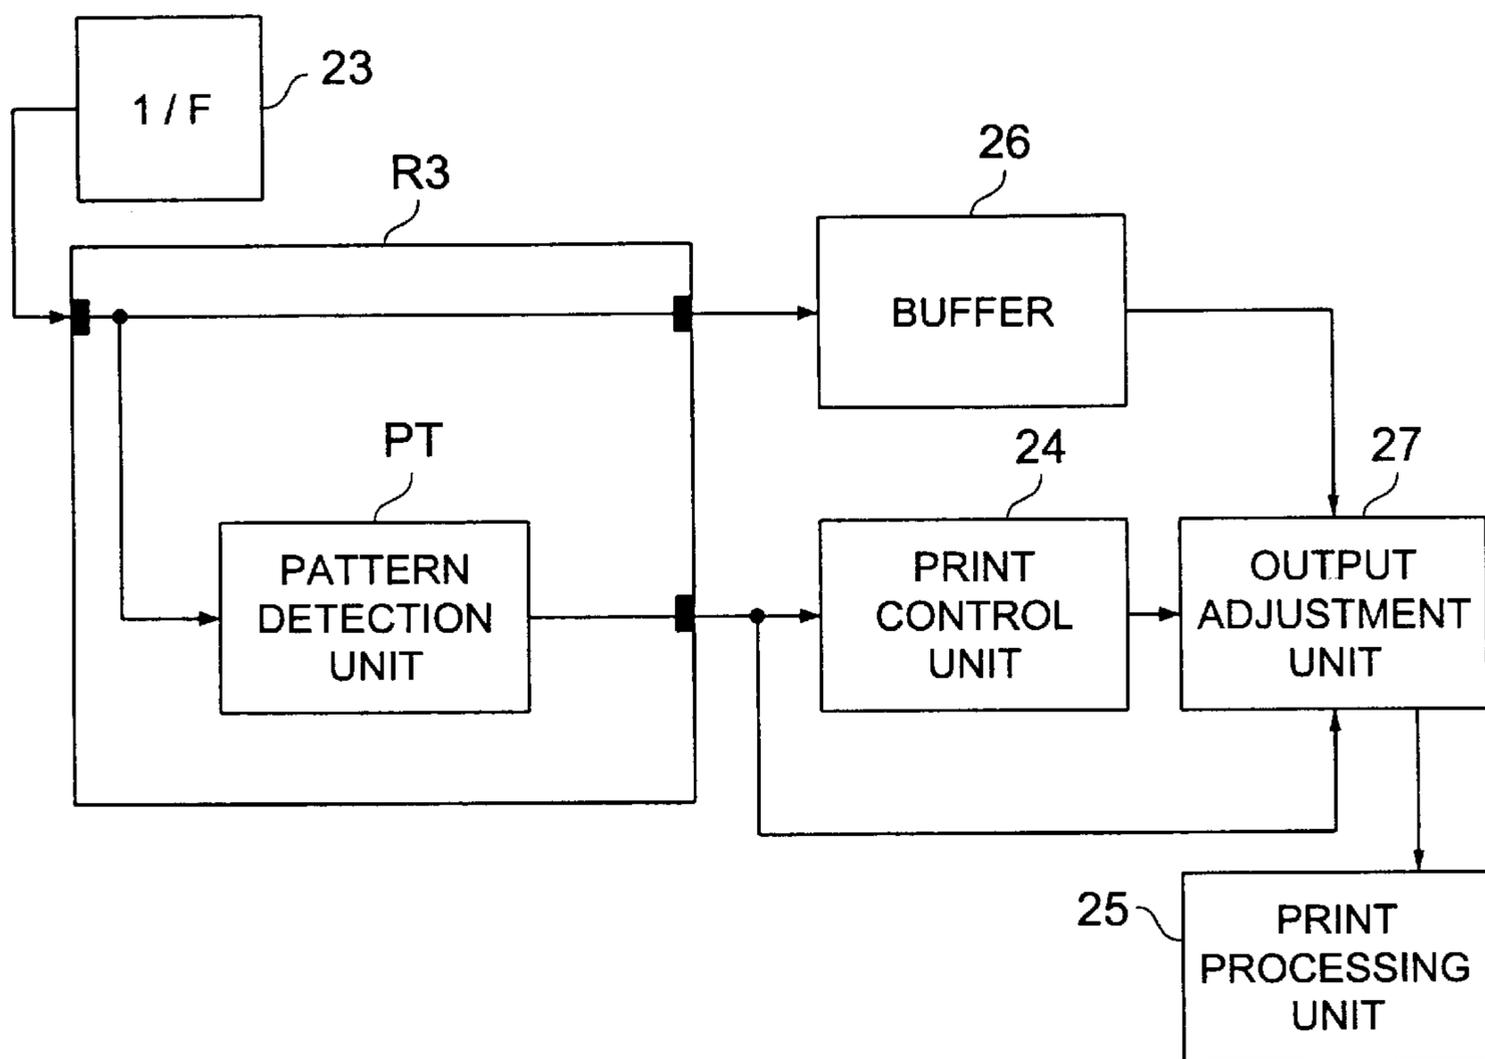 1 / F
23
R3
26
BUFFER
PT
24
27
PATTERN
DETECTION
UNIT
PRINT
CONTROL
UNIT
OUTPUT
ADJUSTMENT
UNIT
25
PRINT
PROCESSING
UNIT